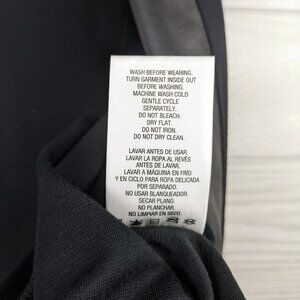 WASH BEFORE WEARING.
TURN GARMENT INSIDE OUT
BEFORE WASHING.
MACHINE WASH COLD
GENTLE CYCLE
SEPARATELY.
DO NOT BLEACH.
DRY FLAT.
DO NOT IRON.
DO NOT DRY CLEAN.
LAVAR ANTES DE USAR.
LAVAR LA ROPA AL REVÉS
ANTES DE LAVAR.
LAVAR A MÁQUINA EN FRÍO
Y EN CICLO PARA ROPA DELICADA
POR SEPARADO.
NO USAR BLANQUEADOR.
SECAR PLANO.
NO PLANCHAR.
NO LIMPIAR EN SECO.